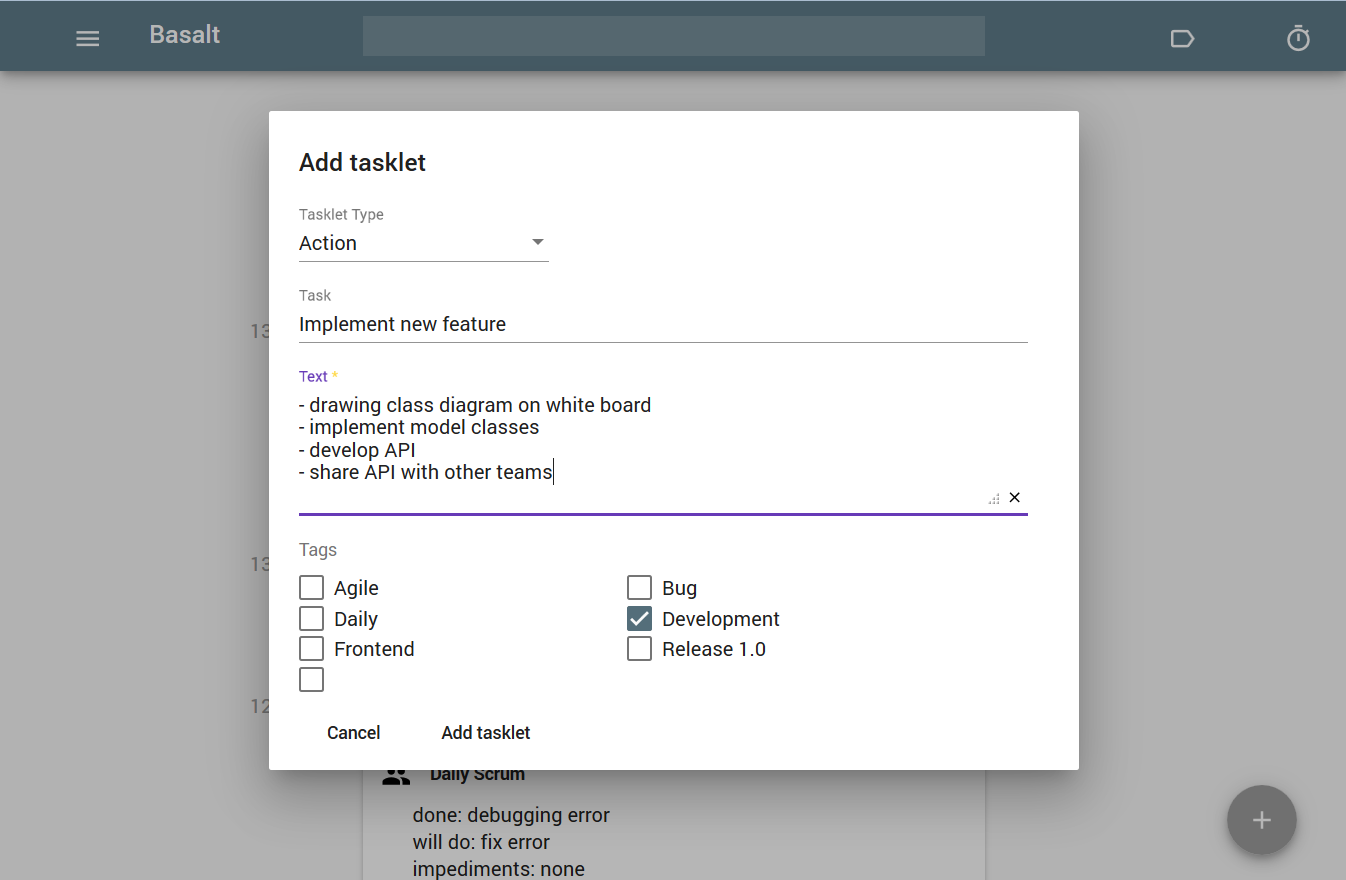 Basalt
Add tasklet
Tasklet Type
Action
Task
Implement new feature
Text *
- drawing class diagram on white board
- implement model classes
- develop API
- share API with other teams
Tags
Agile
Bug
Daily
Development
Frontend
Release 1.0
Cancel
Add tasklet
13
13
12
Daily Scrum
done: debugging error
will do: fix error
impediments: none